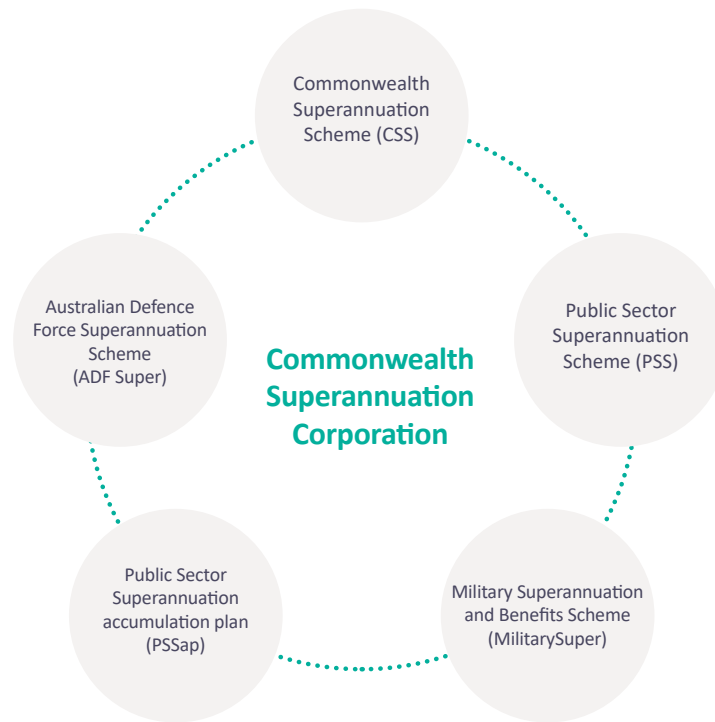 Commonwealth
Superannuation
Scheme (CSS)
Public Sector
Superannuation
Scheme (PSS)
Military Superannuation
and Benefits Scheme
(MilitarySuper)
Public Sector
Superannuation
accumulation plan
(PSSap)
Australian Defence
Force Superannuation
Scheme
(ADF Super)
Commonwealth
Superannuation
Corporation